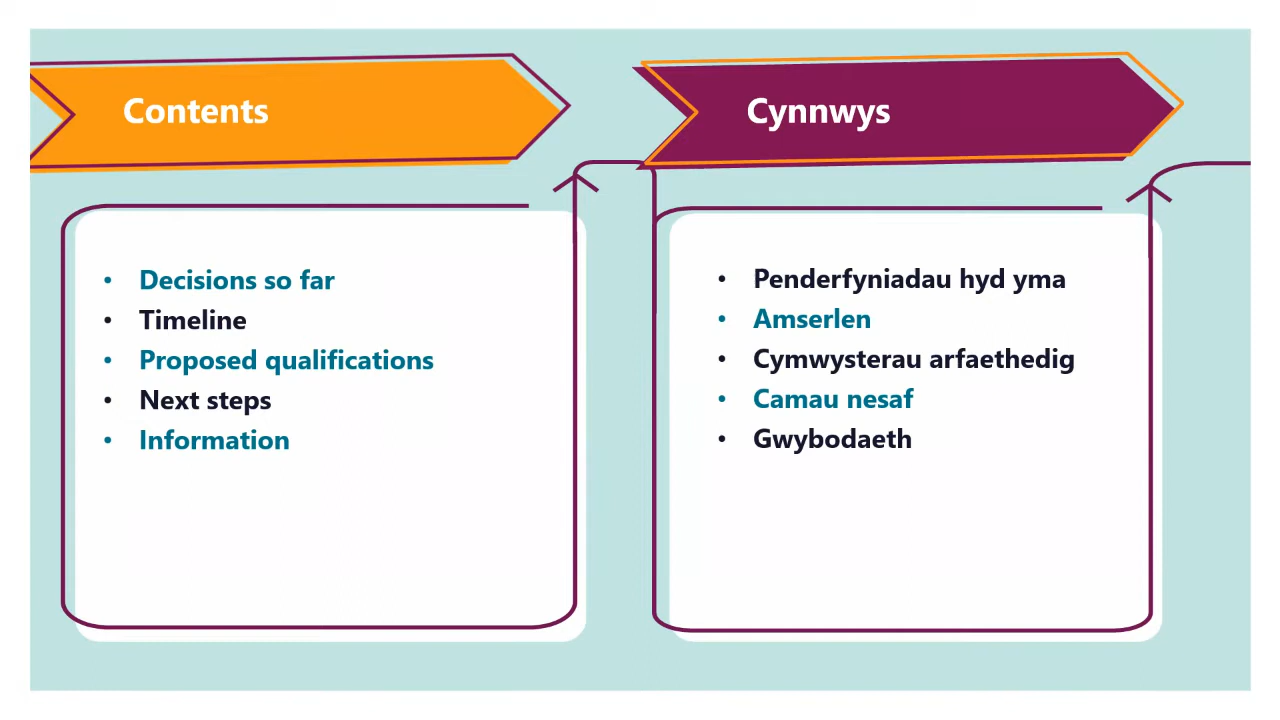 Contents
• Decisions so far
• Timeline
• Proposed qualifications
• Next steps
• Information
Cynnwys
• Penderfyniadau hyd yma
• Amserlen
• Cymwysterau arfaethedig
• Camau nesaf
• Gwybodaeth